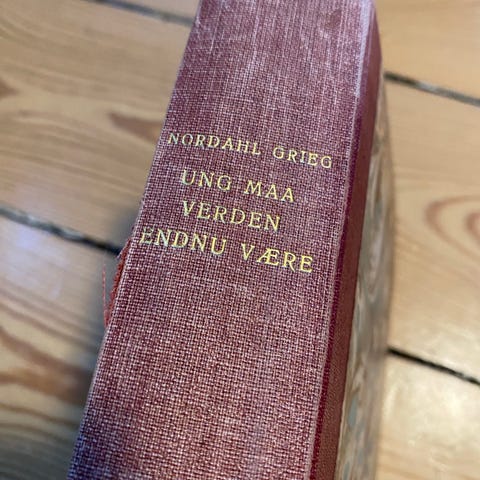 NORDAHL GRIEG
UNG MAA
VERDEN
ENDNU VÆRE